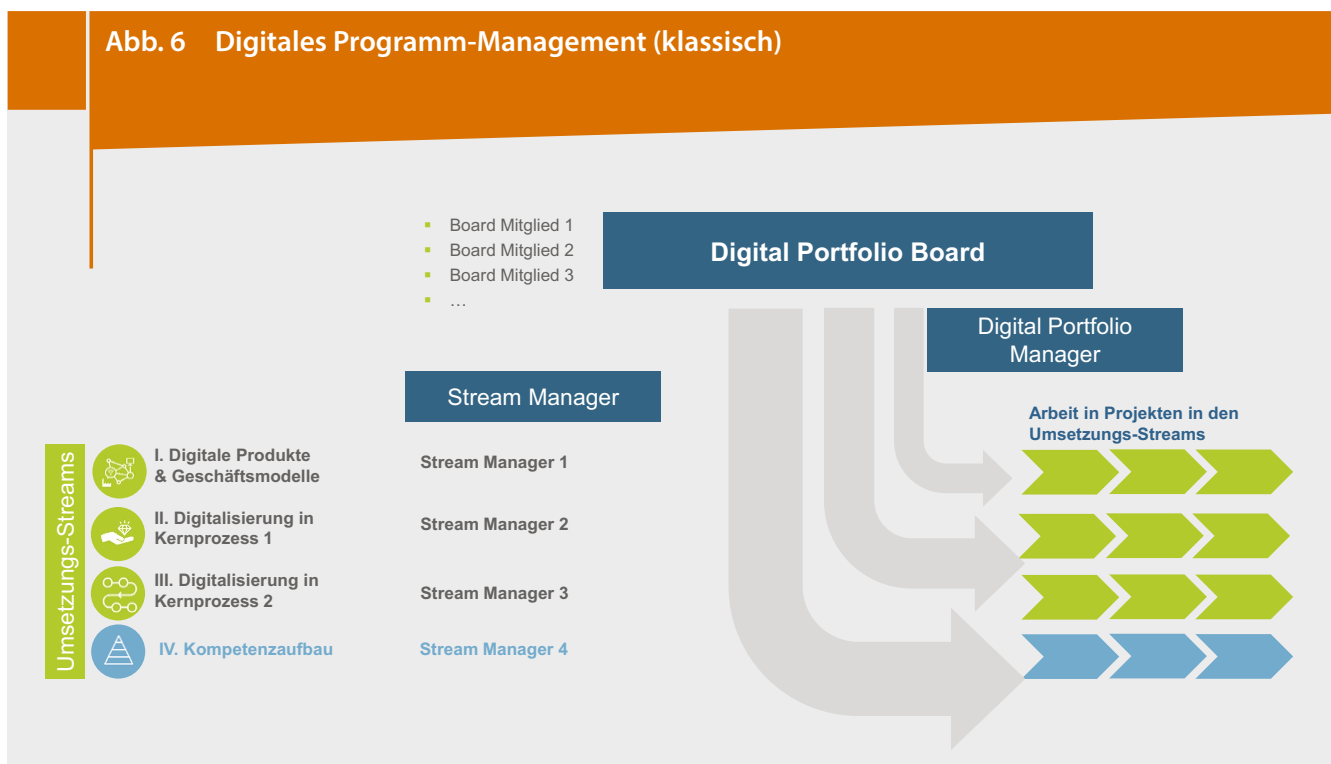 Abb. 6 Digitales Programm-Management (klassisch)
Board Mitglied 1
Board Mitglied 2
Board Mitglied 3
…
Digital Portfolio Board
Digital Portfolio
Manager
Stream Manager
Arbeit in Projekten in den
Umsetzungs-Streams
Umsetzungs-Streams
I. Digitale Produkte
& Geschäftsmodelle
Stream Manager 1
II. Digitalisierung in
Kernprozess 1
Stream Manager 2
III. Digitalisierung in
Kernprozess 2
Stream Manager 3
IV. Kompetenzaufbau
Stream Manager 4